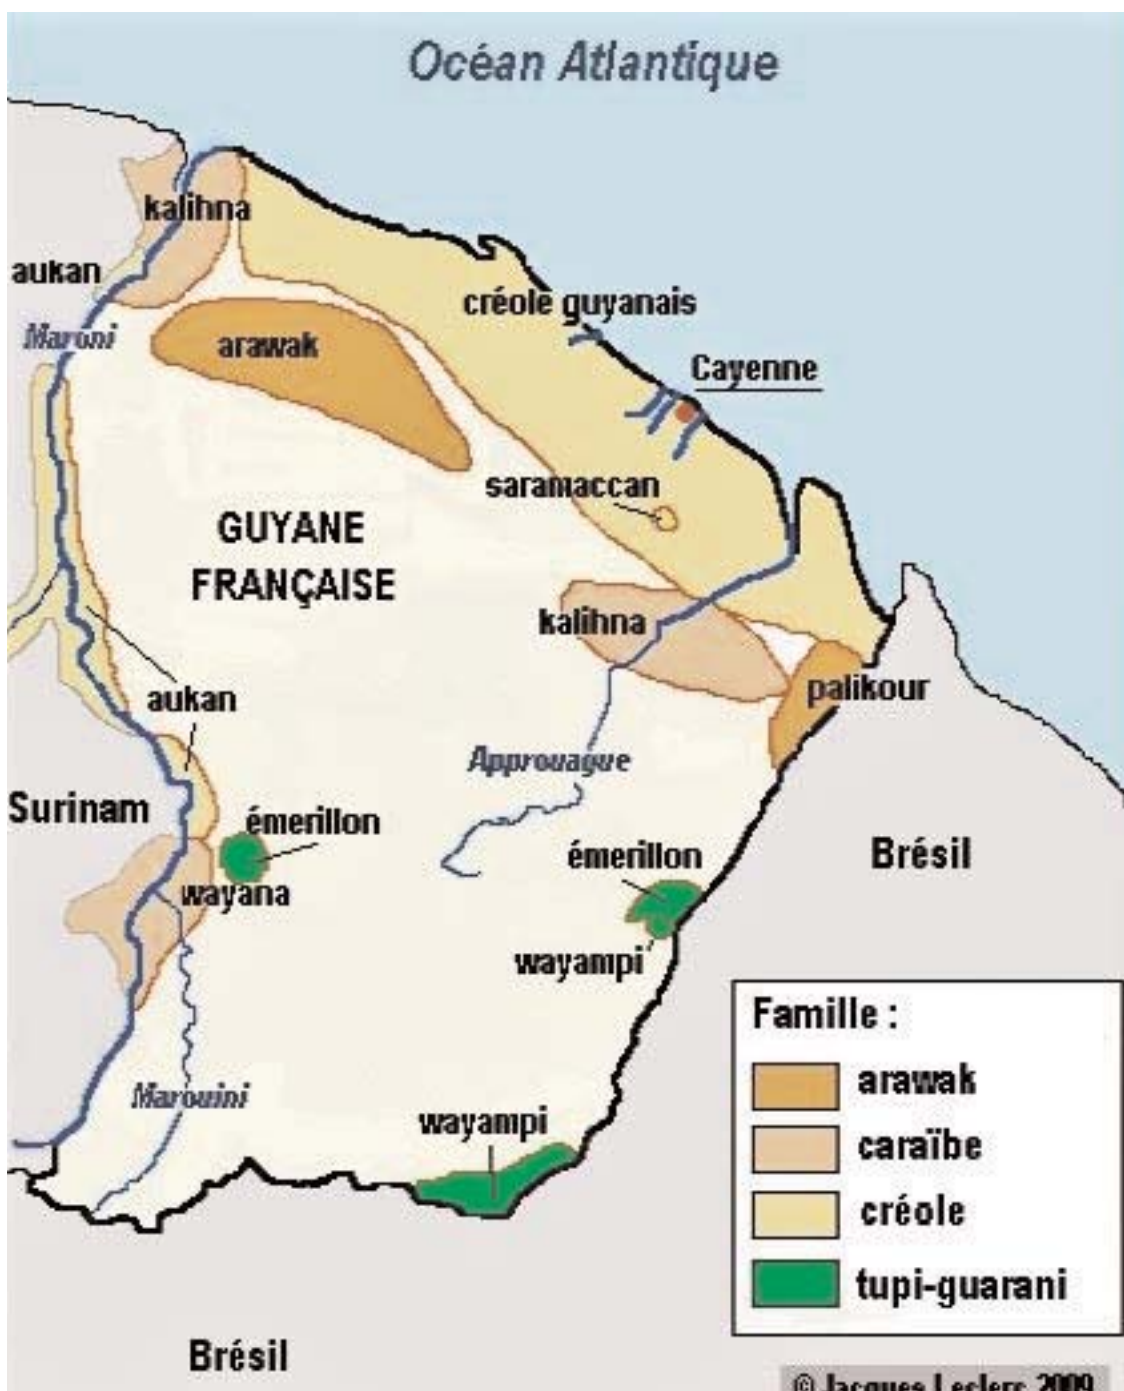 Océan Atlantique
kalihna
aukan
créole guyanais
Maroni
arawak
Cayenne
saramaccan
GUYANE
FRANÇAISE
kalihna
palikour
aukan
Approuague
Surinam
émerillon
émerillon
Brésil
wayana
wayampi
Marouini
wayampi
Famille :
arawak
caraïbe
créole
tupi-guarani
Brésil
© Jacques Leclerc 2009